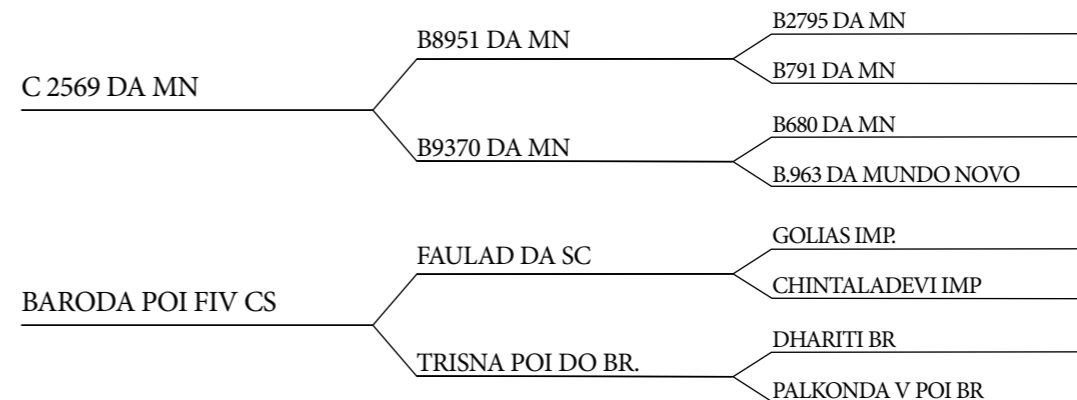 B2795 DA MN
B8951 DA MN
B791 DA MN
C 2569 DA MN
B680 DA MN
B9370 DA MN
B.963 DA MUNDO NOVO
GOLIAS IMP.
FAULAD DA SC
CHINTALADEVI IMP
BARODA POI FIV CS
DHARITI BR
TRISNA POI DO BR.
PALKONDA V POI BR